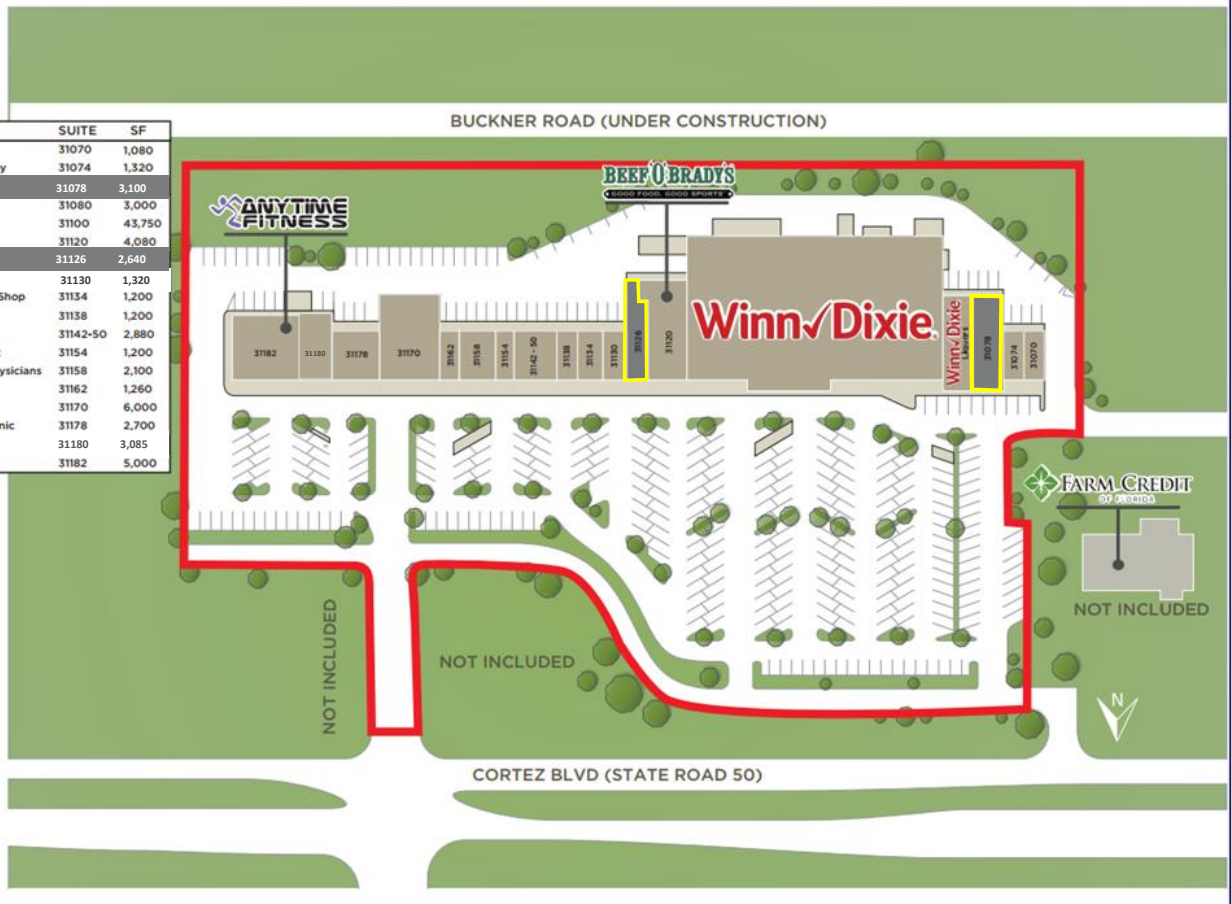 BUCKNER ROAD (UNDER CONSTRUCTION)
SUITE SF
31070 1,080
y 31074 1,320
31078 3,100
31080 3,000
31100 43,750
31120 4,080
31126 2,640
31130 1,320
Shop 31134 1,200
31138 1,200
31142-50 2,880
31154 1,200
ysicians 31158 2,100
31162 1,260
31170 6,000
nic 31178 2,700
31180 3,085
31182 5,000
ANYTIME
FITNESS
BEEF 'O' BRADY'S
GOOD FOOD. GOOD SPORTS
31182
31180
31178
31170
31162
31158
31154
31142 - 50
31138
31134
31130
31126
31120
Winn✓Dixie
Winn✓Dixie
Liquors
31078
31074
31070
FARM CREDIT
OF FLORIDA
NOT INCLUDED
NOT INCLUDED
NOT INCLUDED
N
CORTEZ BLVD (STATE ROAD 50)